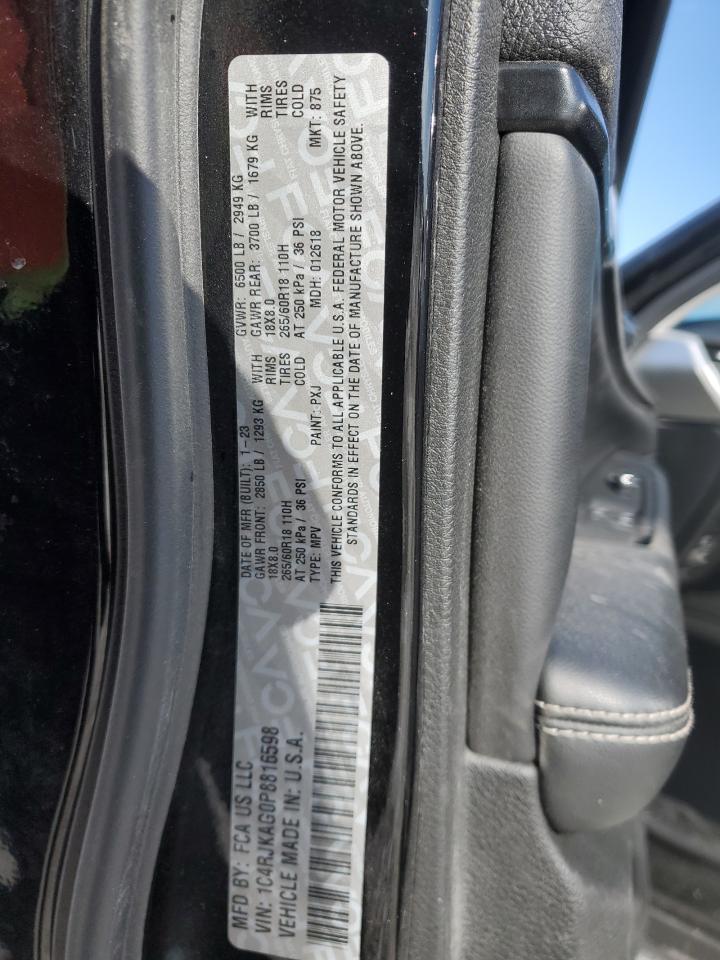 MFD BY: FCA US LLC
DATE OF MFR (BUILT): 1-23
GVWR: 6500 LB / 2949 KG
VIN: 1C4RJKAG0P8816598
GAWR FRONT: 2850 LB / 1293 KG WITH
GAWR REAR: 3700 LB / 1679 KG WITH
VEHICLE MADE IN: U.S.A.
18X8.0 RIMS
18X8.0 RIMS
265/60R18 110H TIRES
265/60R18 110H TIRES
AT 250 kPa / 36 PSI COLD
AT 250 kPa / 36 PSI COLD
TYPE: MPV
PAINT: PXJ
MDH: 012618
MKT: 875
THIS VEHICLE CONFORMS TO ALL APPLICABLE U.S.A. FEDERAL MOTOR VEHICLE SAFETY
STANDARDS IN EFFECT ON THE DATE OF MANUFACTURE SHOWN ABOVE.